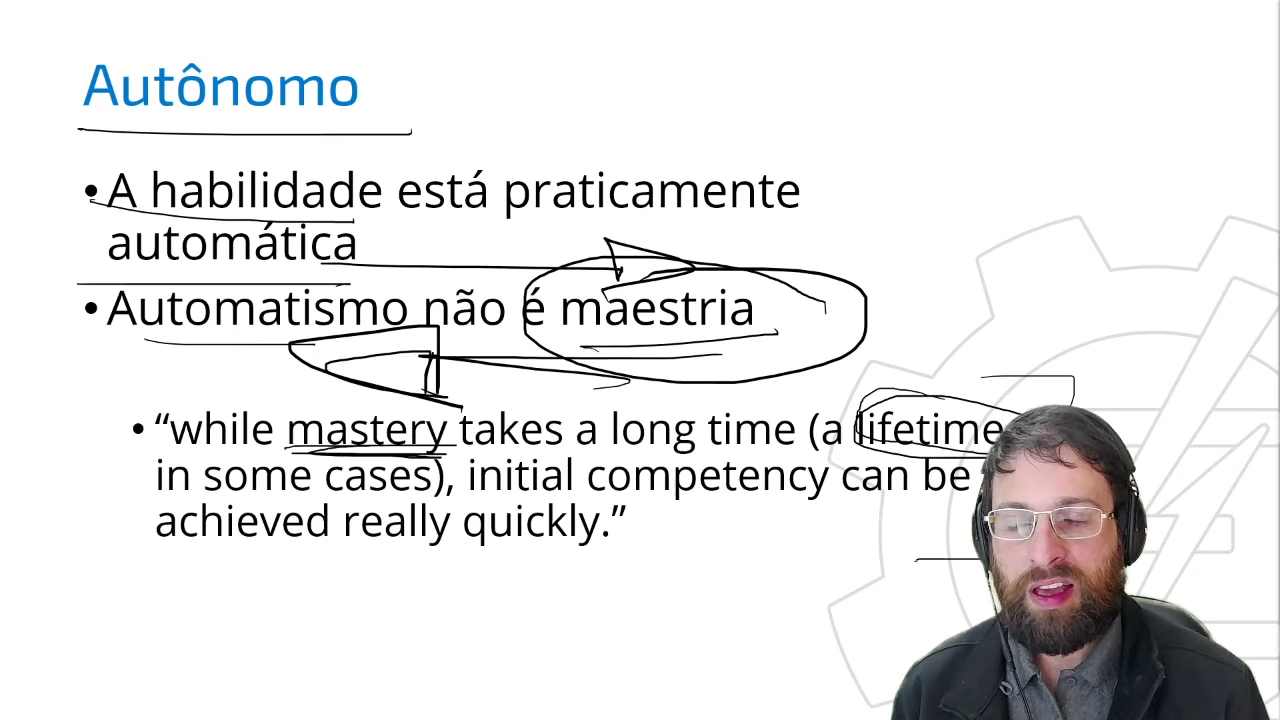 Autônomo
• A habilidade está praticamente
automática
• Automatismo não é maestria
• “while mastery takes a long time (a lifetime
in some cases), initial competency can be
achieved really quickly.”